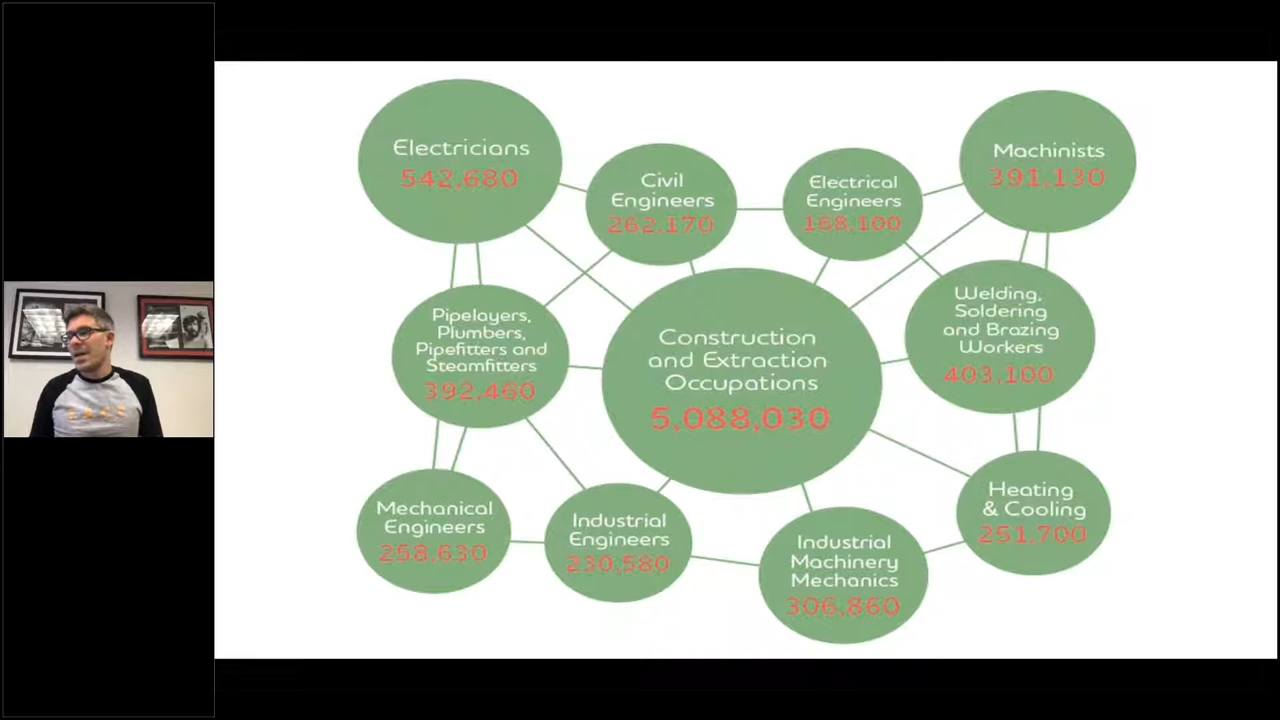 Electricians
542,680
Civil
Engineers
262,170
Electrical
Engineers
168,100
Machinists
391,130
Pipelayers,
Plumbers,
Pipefitters and
Steamfitters
392,460
Construction
and Extraction
Occupations
5,088,030
Welding,
Soldering
and Brazing
Workers
403,100
Mechanical
Engineers
258,630
Industrial
Engineers
230,580
Industrial
Machinery
Mechanics
306,860
Heating
& Cooling
251,700